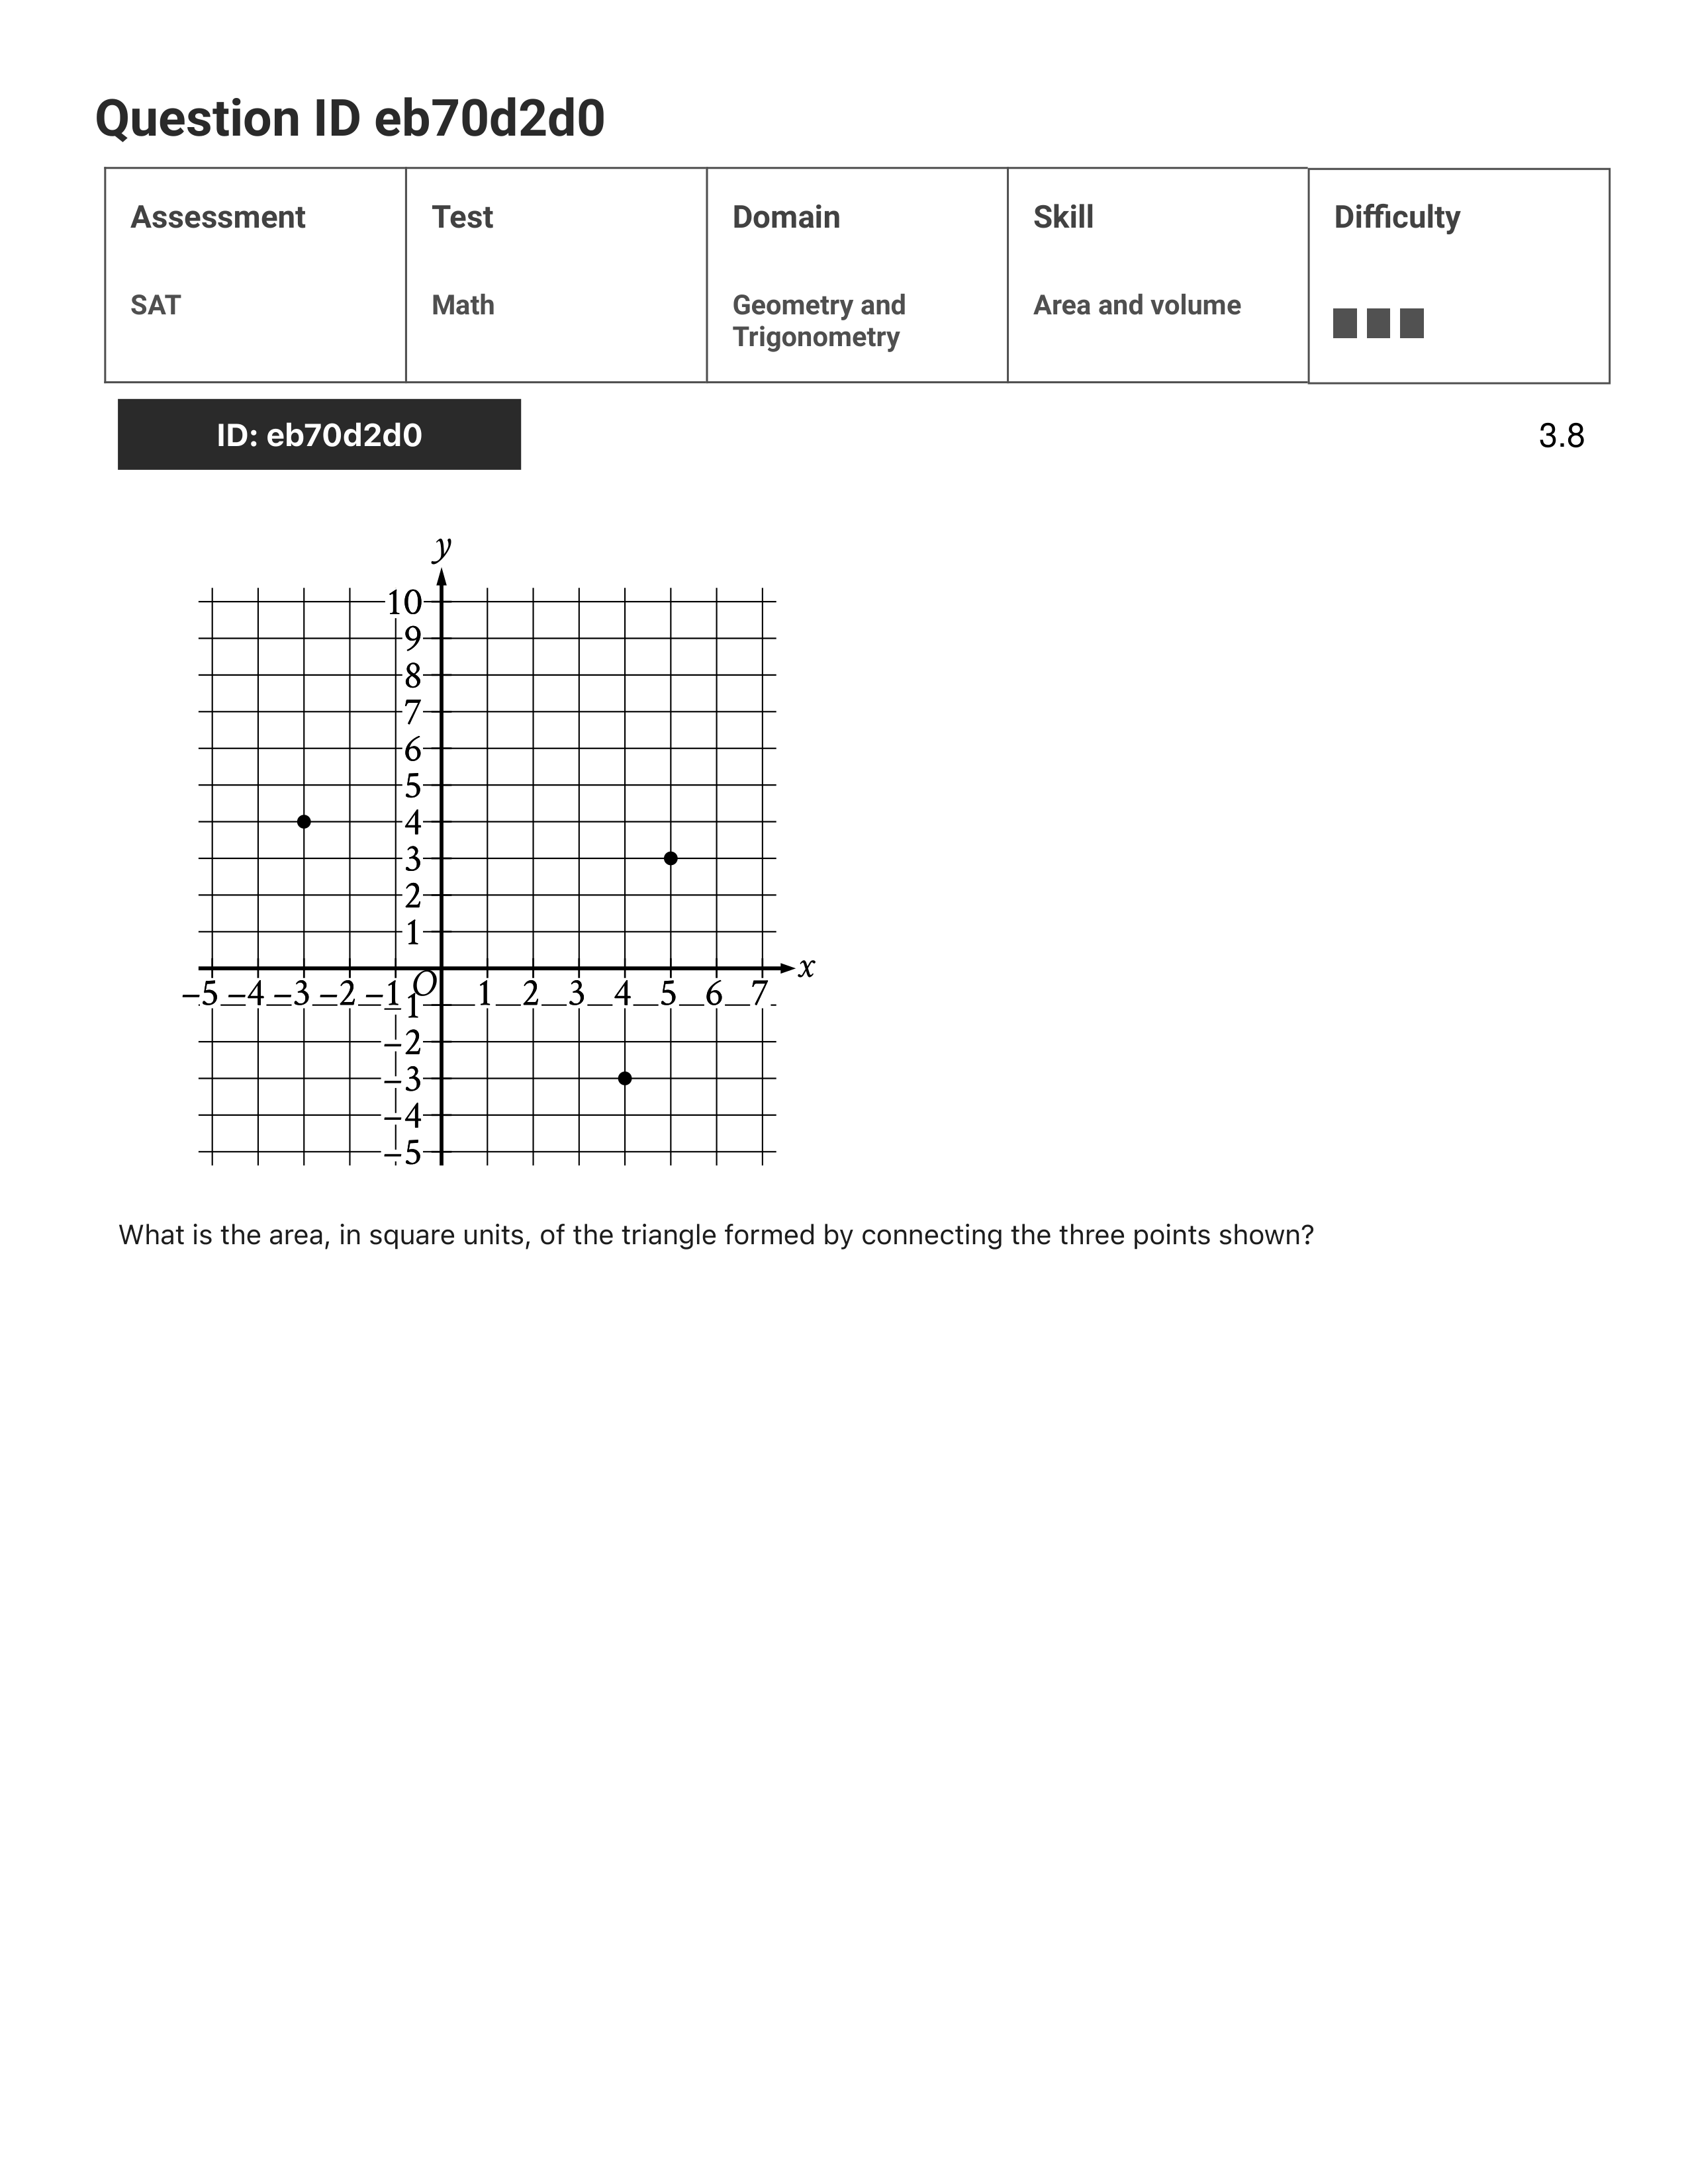 Question ID eb70d2d0
Assessment Test Domain Skill Difficulty
SAT Math Geometry and Area and volume
Trigonometry
ID: eb70d2d0 3.8
y
10
9
8
7
6
5
4
3
2
1
x
O
−5 −4 −3 −2 −1 1 2 3 4 5 6 7
−1
−2
−3
−4
−5
What is the area, in square units, of the triangle formed by connecting the three points shown?